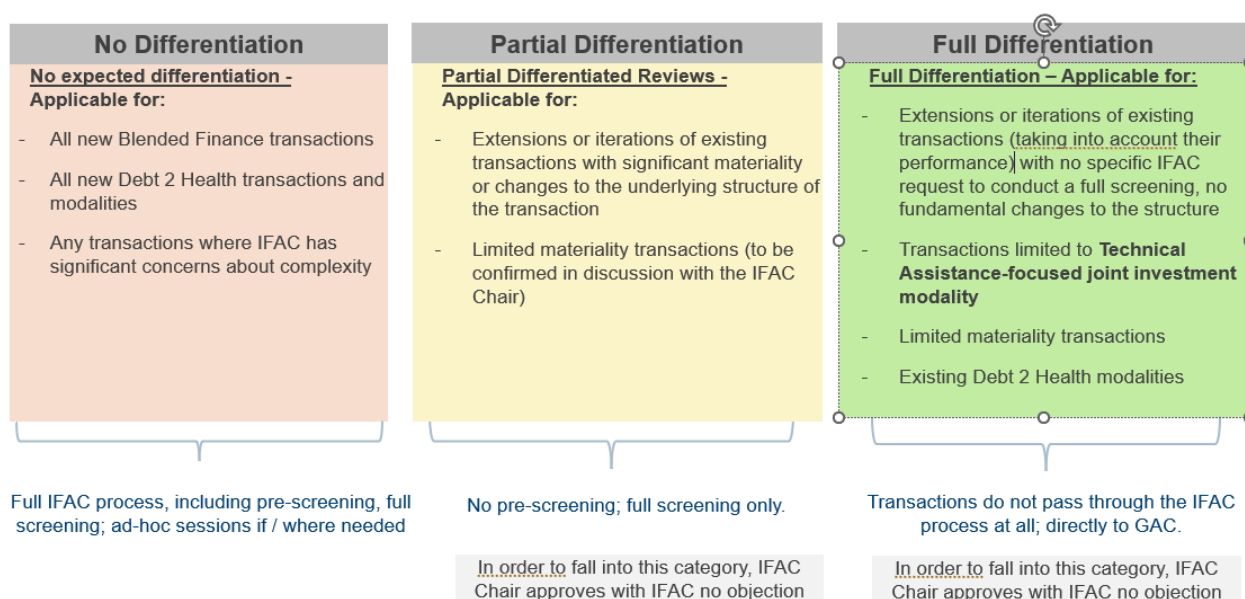 No Differentiation
No expected differentiation -
Applicable for:
- All new Blended Finance transactions
- All new Debt 2 Health transactions and
modalities
- Any transactions where IFAC has
significant concerns about complexity
Full IFAC process, including pre-screening, full
screening; ad-hoc sessions if / where needed
Partial Differentiation
Partial Differentiated Reviews -
Applicable for:
- Extensions or iterations of existing
transactions with significant materiality
or changes to the underlying structure of
the transaction
- Limited materiality transactions (to be
confirmed in discussion with the IFAC
Chair)
No pre-screening; full screening only.
In order to fall into this category, IFAC
Chair approves with IFAC no objection
Full Differentiation
Full Differentiation – Applicable for:
- Extensions or iterations of existing
transactions (taking into account their
performance) with no specific IFAC
request to conduct a full screening, no
fundamental changes to the structure
- Transactions limited to Technical
Assistance-focused joint investment
modality
- Limited materiality transactions
- Existing Debt 2 Health modalities
Transactions do not pass through the IFAC
process at all; directly to GAC.
In order to fall into this category, IFAC
Chair approves with IFAC no objection